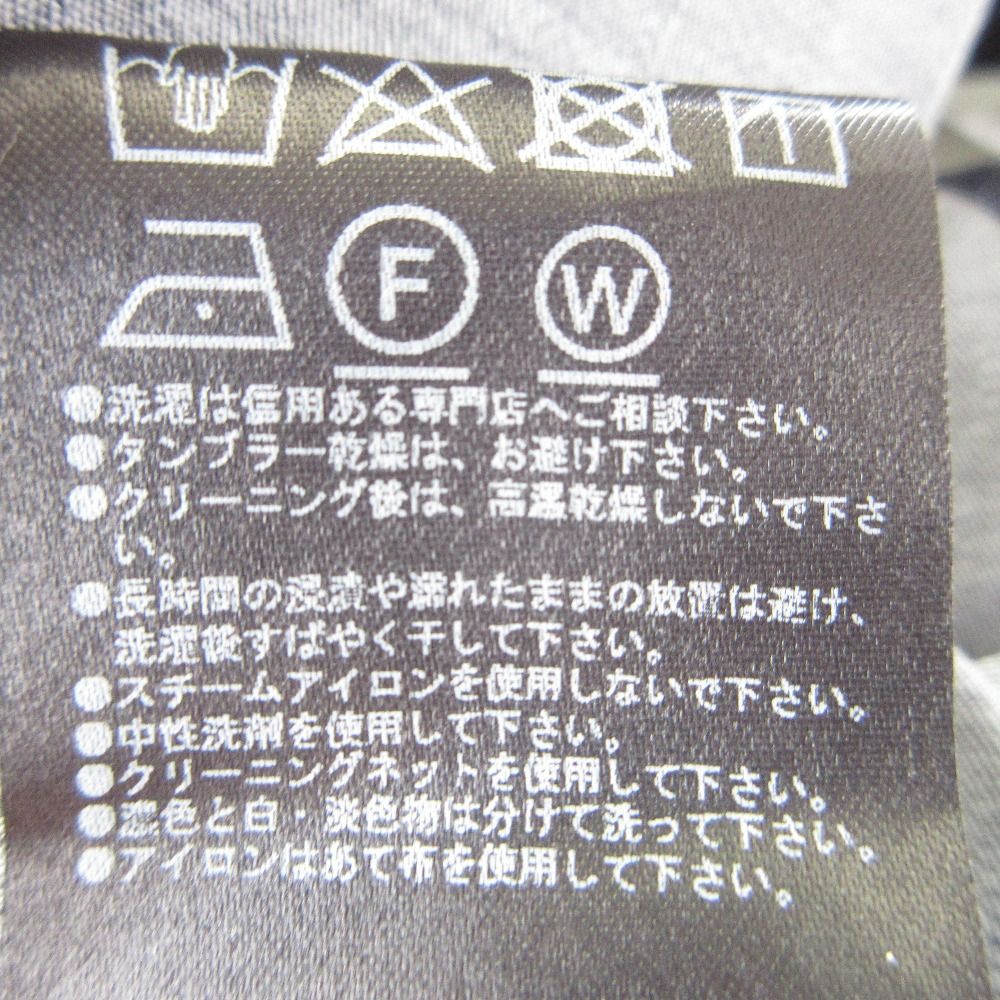 F W
●洗濯は信用ある専門店へご相談下さい。
●タンブラー乾燥は、お避け下さい。
●クリーニング後は、高温乾燥しないで下さ
い。
●長時間の浸漬や濡れたままの放置は避け、
洗濯後すばやく干して下さい。
●スチームアイロンを使用しないで下さい。
●中性洗剤を使用して下さい。
●クリーニングネットを使用して下さい。
●濃色と白・淡色物は分けて洗って下さい。
●アイロンはあて布を使用して下さい。